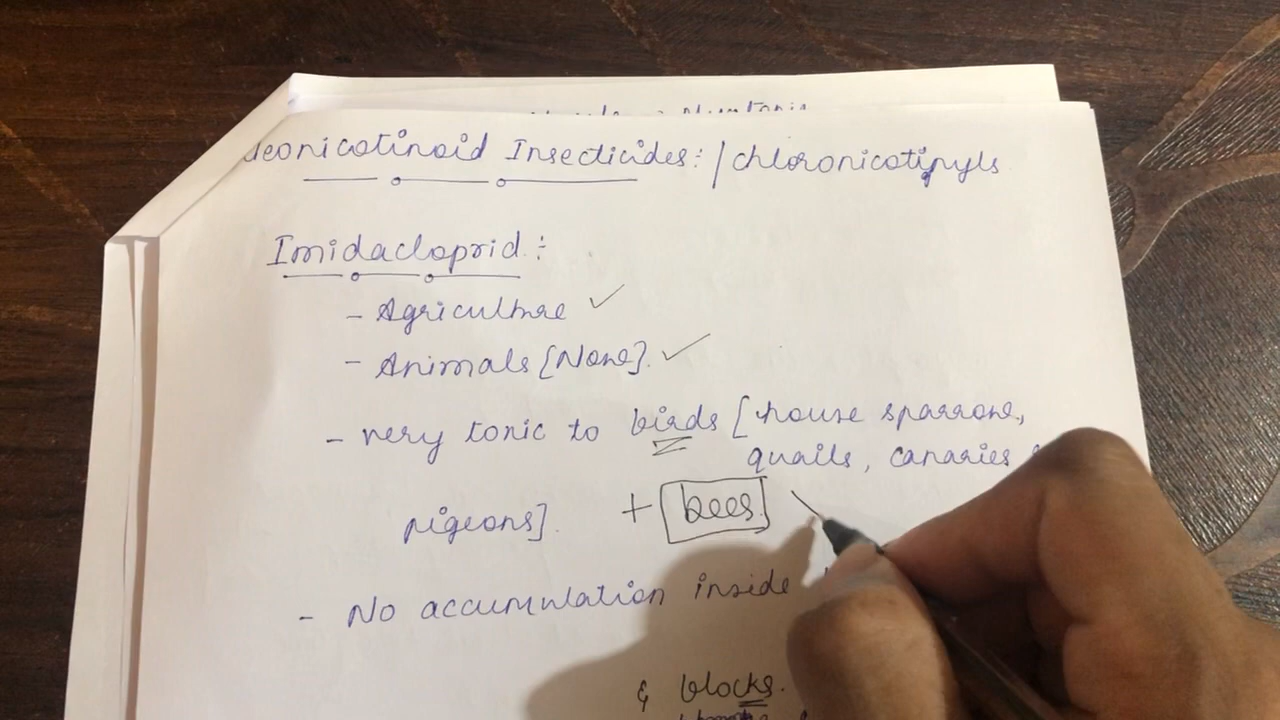 Neonicotinoid Insecticides: / chloronicotinyls
Imidacloprid :
- Agriculture ✓
- Animals [None]. ✓
- very toxic to birds [house sparrow,
quails, canaries &
pigeons]. + bees.
- No accumulation inside
& blocks.